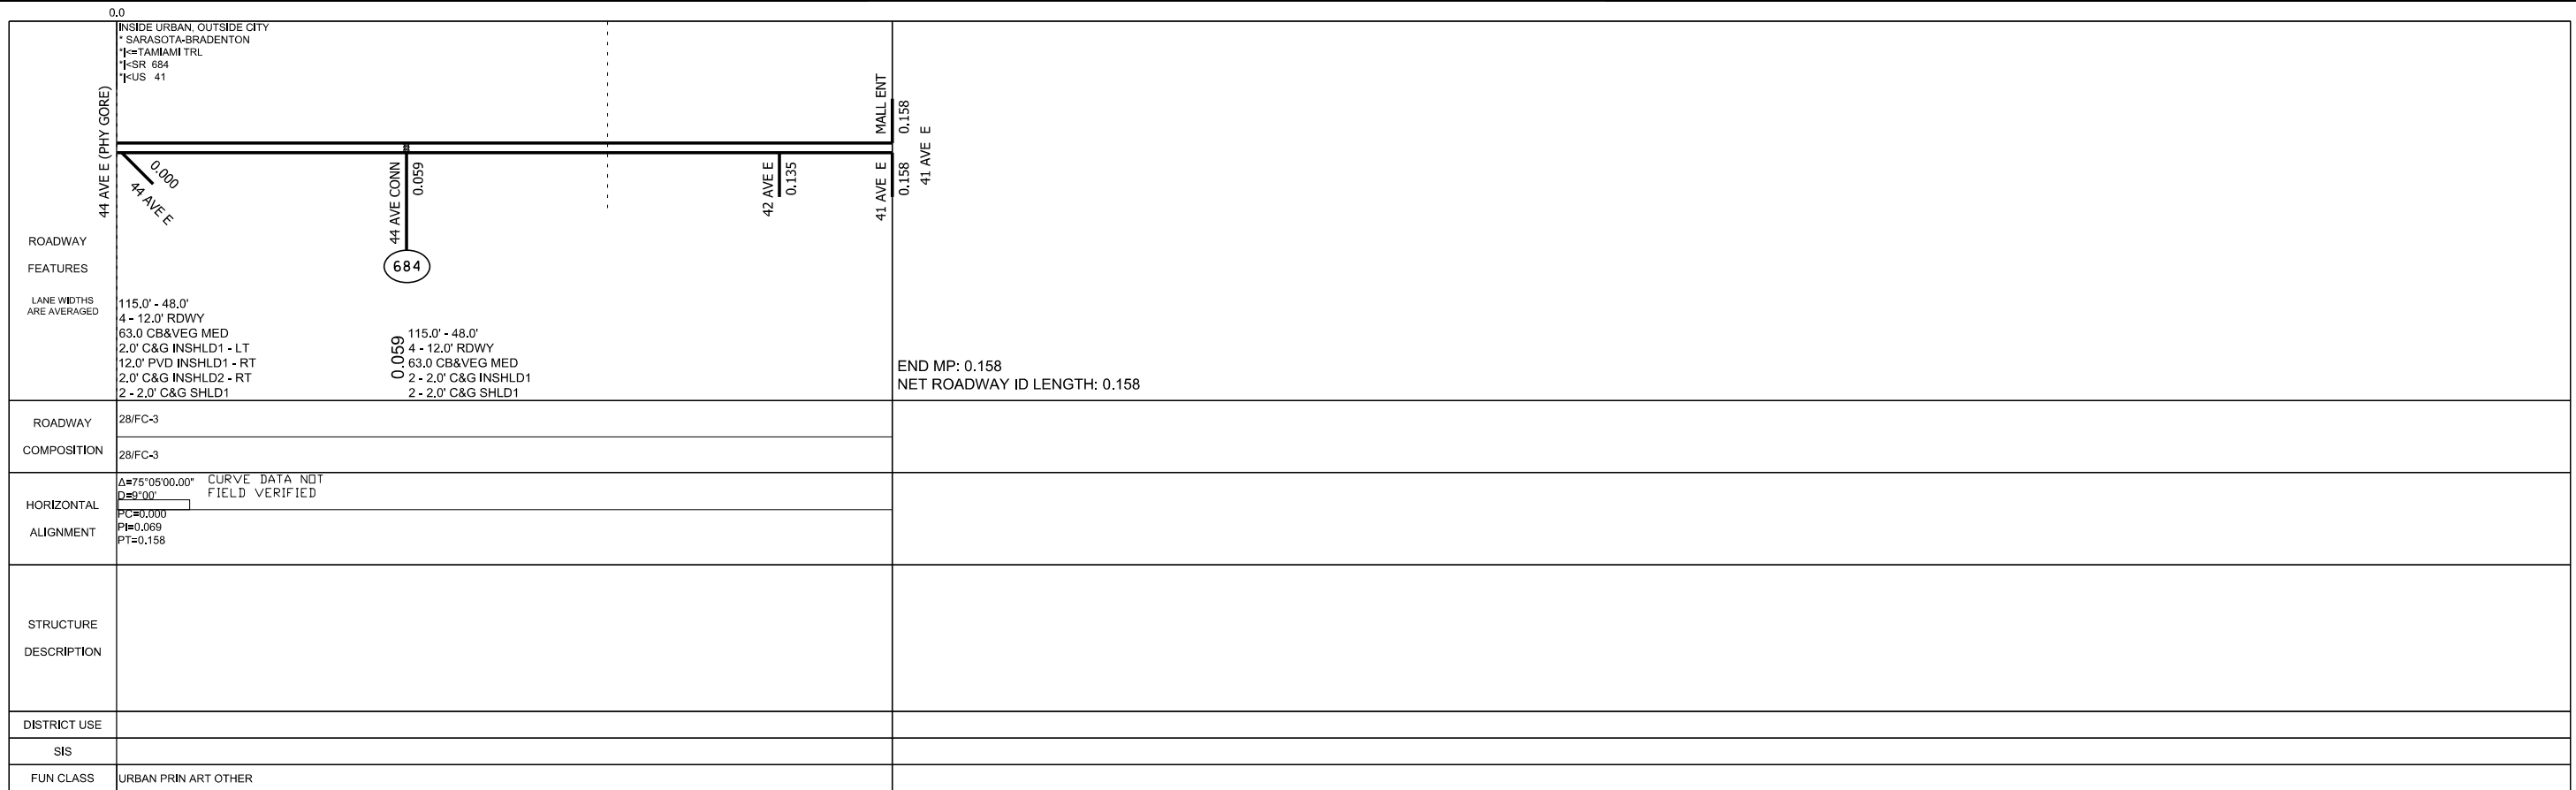 0.0
INSIDE URBAN, OUTSIDE CITY
* SARASOTA-BRADENTON
*|<=TAMIAMI TRL
*|<SR 684
*|<US 41
44 AVE E (PHY GORE)
0.000
44 AVE E
44 AVE CONN
0.059
684
42 AVE E
0.135
MALL ENT
0.158
41 AVE E
0.158
41 AVE E
ROADWAY
FEATURES
LANE WIDTHS
ARE AVERAGED
115.0' - 48.0'
4 - 12.0' RDWY
63.0 CB&VEG MED
2.0' C&G INSHLD1 - LT
12.0' PVD INSHLD1 - RT
2.0' C&G INSHLD2 - RT
2 - 2.0' C&G SHLD1
0.059
115.0' - 48.0'
4 - 12.0' RDWY
63.0 CB&VEG MED
2 - 2.0' C&G INSHLD1
2 - 2.0' C&G SHLD1
END MP: 0.158
NET ROADWAY ID LENGTH: 0.158
ROADWAY
COMPOSITION
28/FC-3
28/FC-3
HORIZONTAL
ALIGNMENT
Δ=75°05'00.00"
D=9°00'
CURVE DATA NOT
FIELD VERIFIED
PC=0.000
PI=0.069
PT=0.158
STRUCTURE
DESCRIPTION
DISTRICT USE
SIS
FUN CLASS
URBAN PRIN ART OTHER